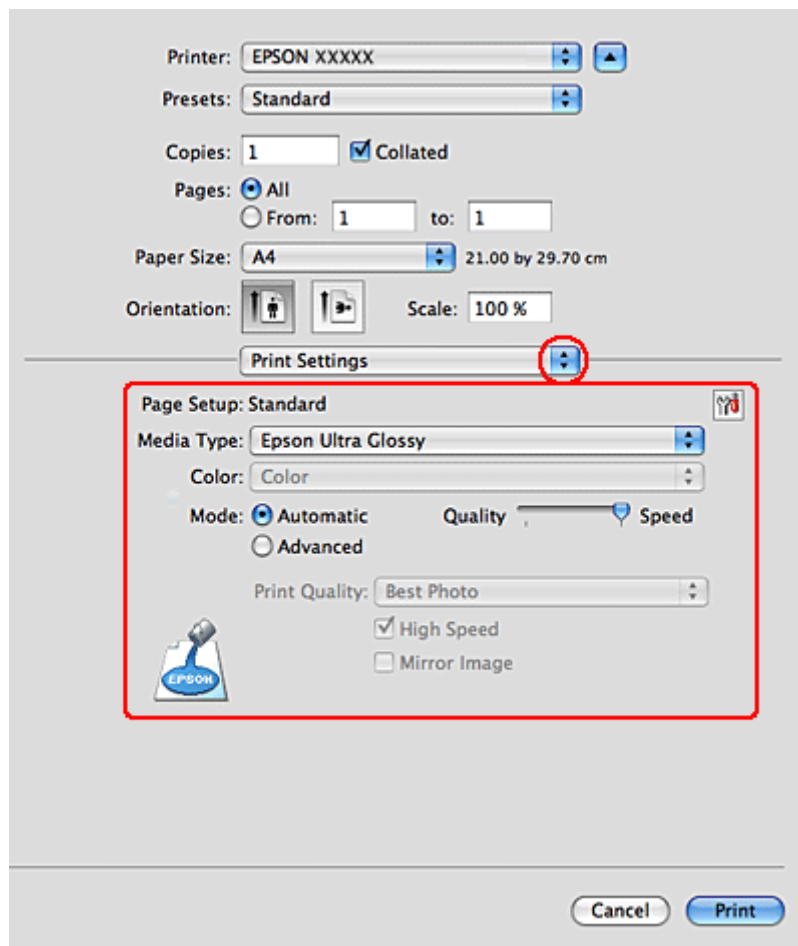 Printer: EPSON XXXXX
Presets: Standard
Copies: 1 Collated
Pages: All
From: 1 to: 1
Paper Size: A4 21.00 by 29.70 cm
Orientation: Scale: 100 %
Print Settings
Page Setup: Standard
Media Type: Epson Ultra Glossy
Color: Color
Mode: Automatic Quality Speed
Advanced
Print Quality: Best Photo
High Speed
Mirror Image
EPSON
Cancel Print